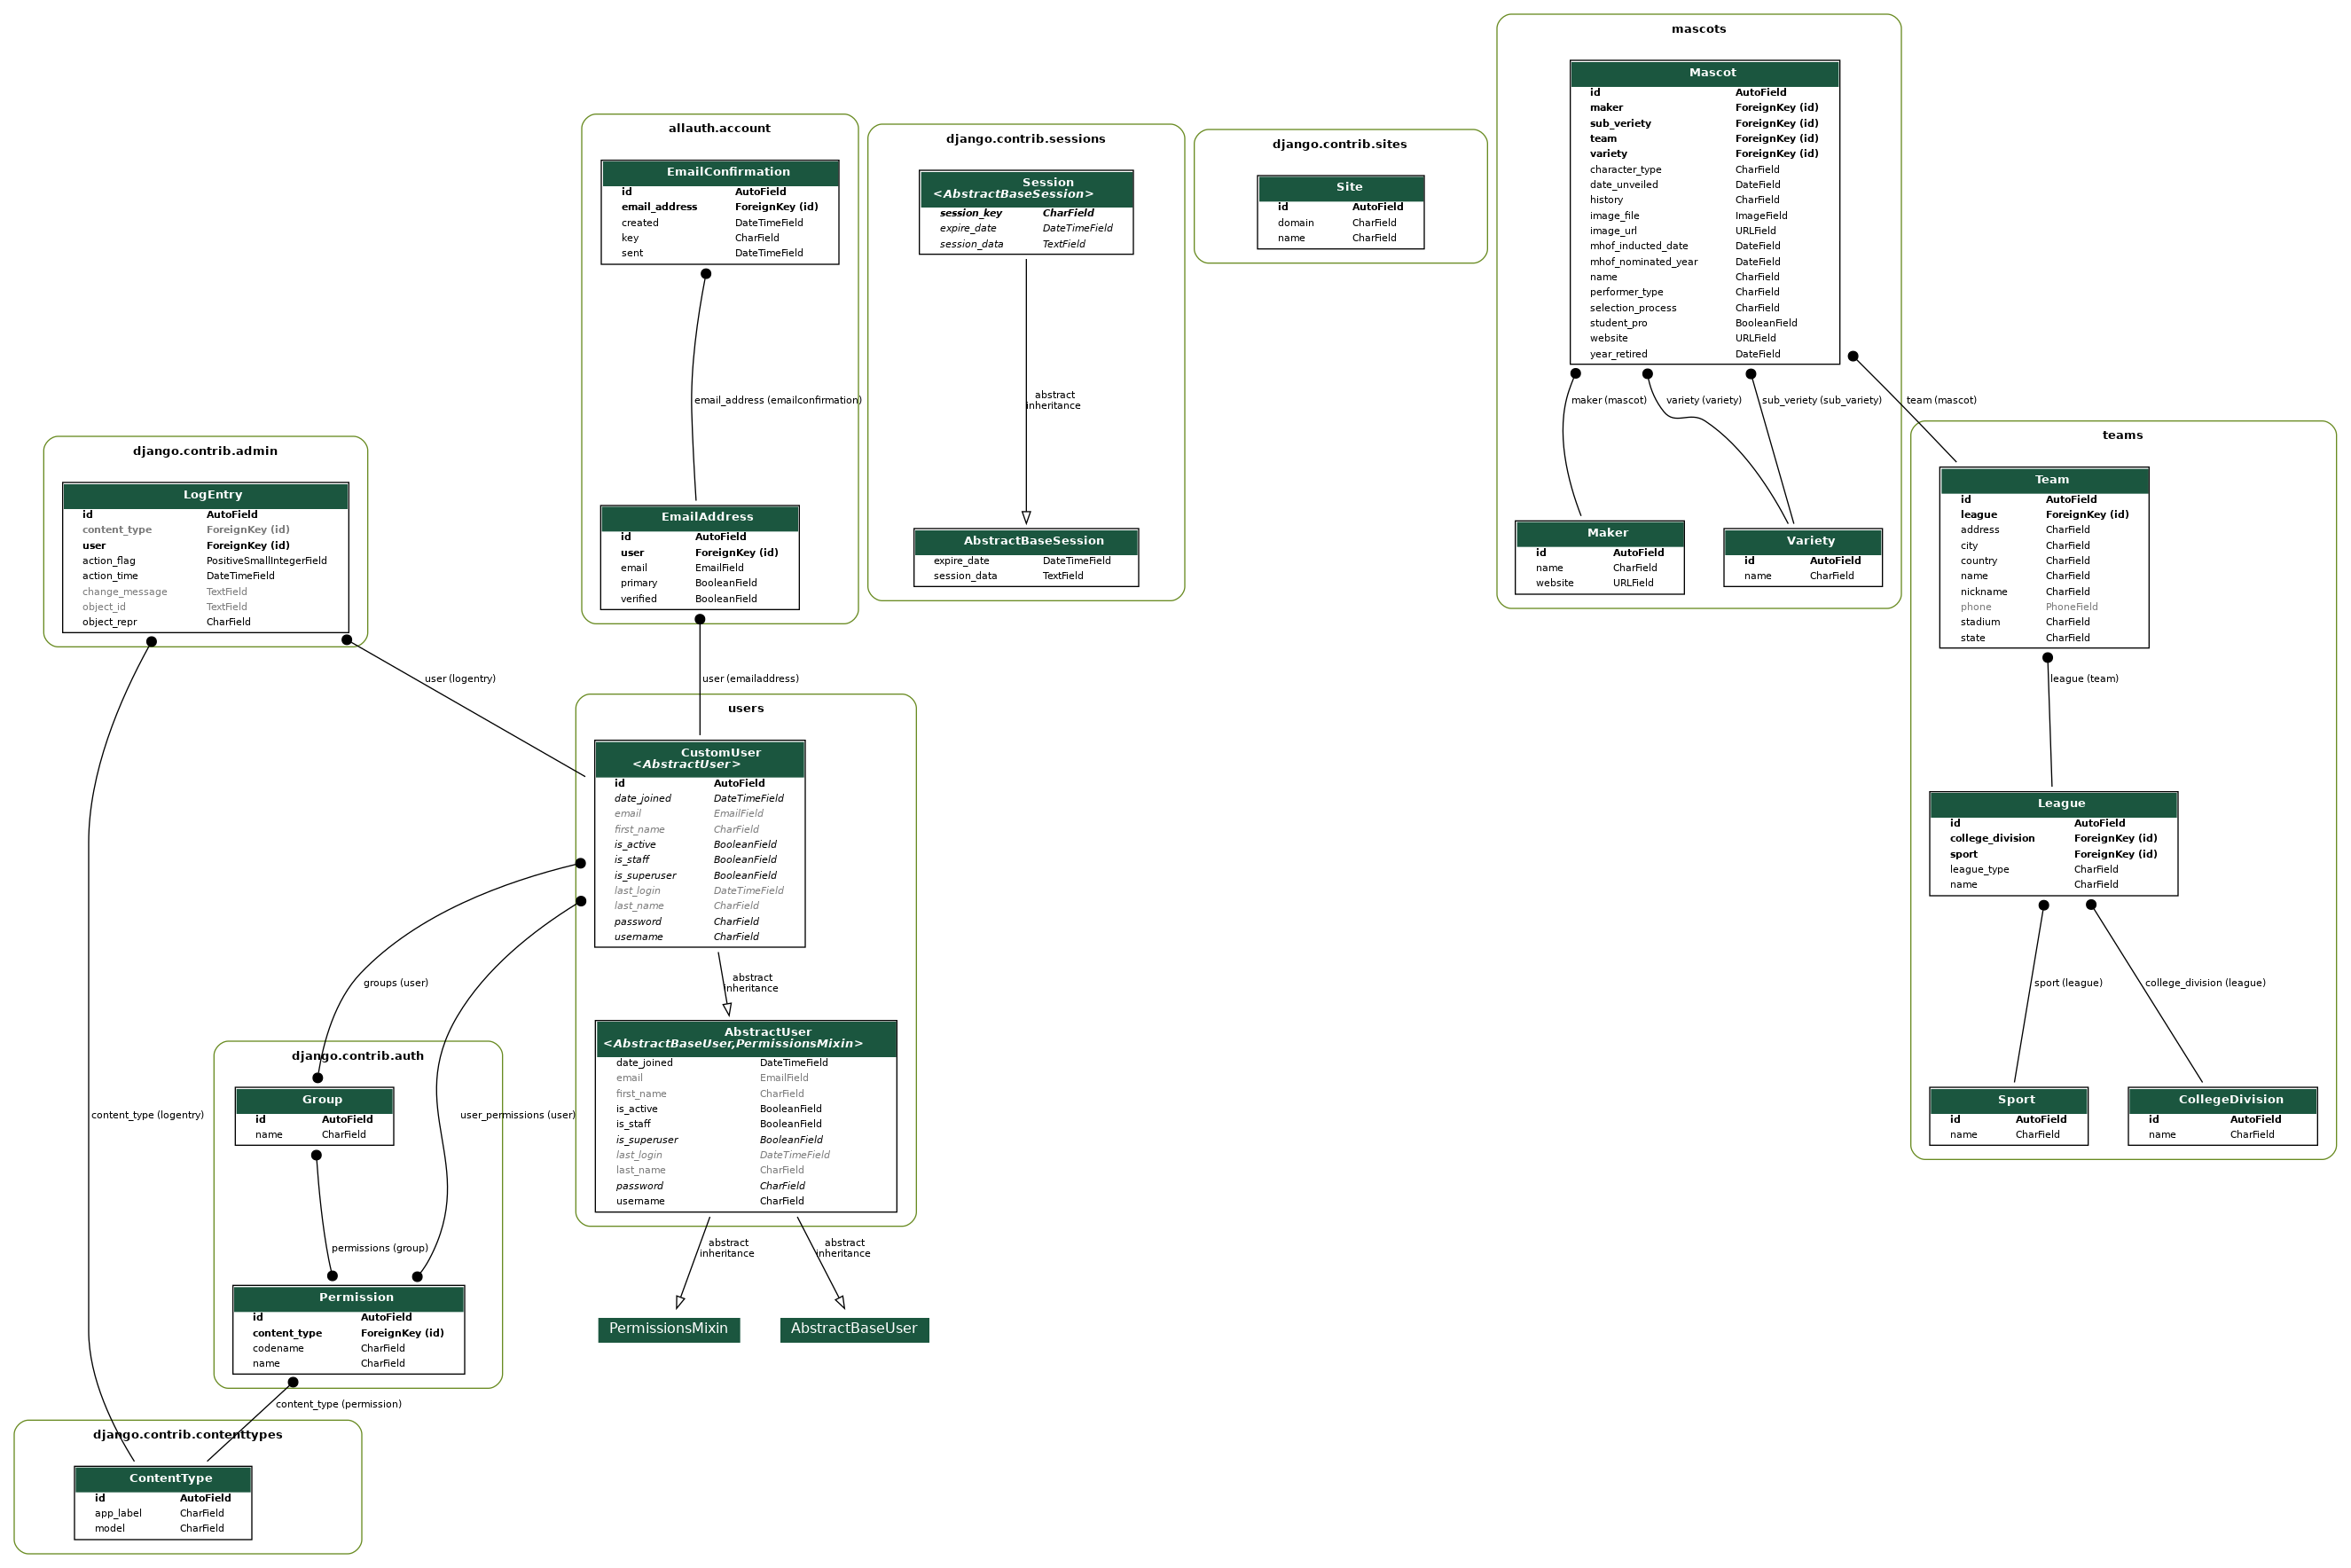 mascots
Mascot
id AutoField
maker ForeignKey (id)
sub_veriety ForeignKey (id)
team ForeignKey (id)
variety ForeignKey (id)
character_type CharField
date_unveiled DateField
history CharField
image_file ImageField
image_url URLField
mhof_inducted_date DateField
mhof_nominated_year DateField
name CharField
performer_type CharField
selection_process CharField
student_pro BooleanField
website URLField
year_retired DateField
maker (mascot)
variety (variety)
sub_veriety (sub_variety)
team (mascot)
Maker
id AutoField
name CharField
website URLField
Variety
id AutoField
name CharField
allauth.account
EmailConfirmation
id AutoField
email_address ForeignKey (id)
created DateTimeField
key CharField
sent DateTimeField
email_address (emailconfirmation)
EmailAddress
id AutoField
user ForeignKey (id)
email EmailField
primary BooleanField
verified BooleanField
user (emailaddress)
django.contrib.sessions
Session
<AbstractBaseSession>
session_key CharField
expire_date DateTimeField
session_data TextField
abstract
inheritance
AbstractBaseSession
expire_date DateTimeField
session_data TextField
django.contrib.sites
Site
id AutoField
domain CharField
name CharField
teams
Team
id AutoField
league ForeignKey (id)
address CharField
city CharField
country CharField
name CharField
nickname CharField
phone PhoneField
stadium CharField
state CharField
league (team)
League
id AutoField
college_division ForeignKey (id)
sport ForeignKey (id)
league_type CharField
name CharField
sport (league)
college_division (league)
Sport
id AutoField
name CharField
CollegeDivision
id AutoField
name CharField
django.contrib.admin
LogEntry
id AutoField
content_type ForeignKey (id)
user ForeignKey (id)
action_flag PositiveSmallIntegerField
action_time DateTimeField
change_message TextField
object_id TextField
object_repr CharField
user (logentry)
content_type (logentry)
users
CustomUser
<AbstractUser>
id AutoField
date_joined DateTimeField
email EmailField
first_name CharField
is_active BooleanField
is_staff BooleanField
is_superuser BooleanField
last_login DateTimeField
last_name CharField
password CharField
username CharField
groups (user)
user_permissions (user)
abstract
inheritance
AbstractUser
<AbstractBaseUser,PermissionsMixin>
date_joined DateTimeField
email EmailField
first_name CharField
is_active BooleanField
is_staff BooleanField
is_superuser BooleanField
last_login DateTimeField
last_name CharField
password CharField
username CharField
abstract
inheritance
abstract
inheritance
PermissionsMixin
AbstractBaseUser
django.contrib.auth
Group
id AutoField
name CharField
permissions (group)
Permission
id AutoField
content_type ForeignKey (id)
codename CharField
name CharField
content_type (permission)
django.contrib.contenttypes
ContentType
id AutoField
app_label CharField
model CharField